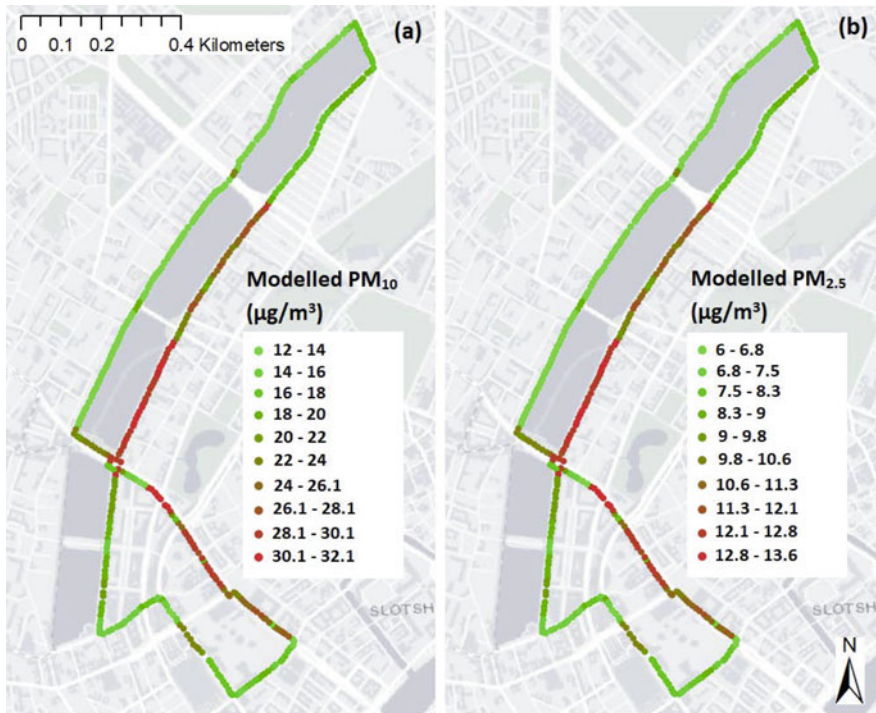 (a)
0 0.1 0.2 0.4 Kilometers
Modelled PM10
(µg/m³)
12 - 14
14 - 16
16 - 18
18 - 20
20 - 22
22 - 24
24 - 26.1
26.1 - 28.1
28.1 - 30.1
30.1 - 32.1
SLOTSH
(b)
Modelled PM2.5
(µg/m³)
6 - 6.8
6.8 - 7.5
7.5 - 8.3
8.3 - 9
9 - 9.8
9.8 - 10.6
10.6 - 11.3
11.3 - 12.1
12.1 - 12.8
12.8 - 13.6
SLOTSH
N